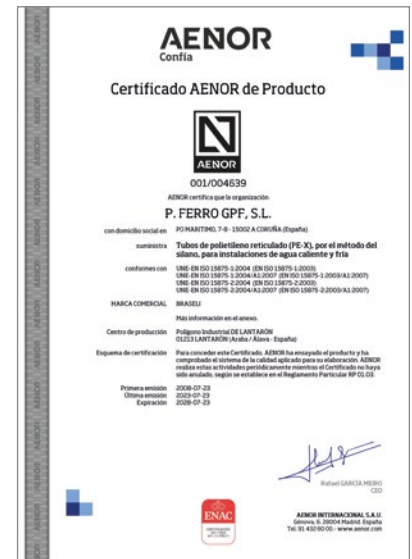 AENOR
Confía
Certificado AENOR de Producto
AENOR
001/004639
AENOR certifica que la organización
P. FERRO GPF, S.L.
con domicilio social en PO MARITIMO, 7-8 - 15002 A CORUÑA (España)
suministra Tubos de polietileno reticulado (PE-X), por el método del
silano, para instalaciones de agua caliente y fría
conformes con UNE-EN ISO 15875-1:2004 (EN ISO 15875-1:2003)
UNE-EN ISO 15875-1:2004/A1:2007 (EN ISO 15875-1:2003/A1:2007)
UNE-EN ISO 15875-2:2004 (EN ISO 15875-2:2003)
UNE-EN ISO 15875-2:2004/A1:2007 (EN ISO 15875-2:2003/A1:2007)
MARCA COMERCIAL BRASELI
Más información en el anexo.
Centro de producción Polígono Industrial DE LANTARÓN
01213 LANTARÓN (Araba / Álava - España)
Esquema de certificación Para conceder este Certificado, AENOR ha ensayado el producto y ha
comprobado el sistema de la calidad aplicado para su elaboración. AENOR
realiza estas actividades periódicamente mientras el Certificado no haya
sido anulado, según se establece en el Reglamento Particular RP 01.03.
Primera emisión 2008-07-23
Última emisión 2023-07-23
Expiración 2028-07-23
Rafael GARCÍA MEIRO
CEO
ENAC
AENOR INTERNACIONAL S.A.U.
Génova, 6. 28004 Madrid. España
Tel. 91 432 60 00.- www.aenor.com